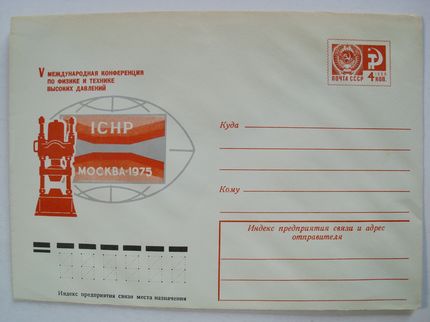 V МЕЖДУНАРОДНАЯ КОНФЕРЕНЦИЯ
ПО ФИЗИКЕ И ТЕХНИКЕ
ВЫСОКИХ ДАВЛЕНИЙ
ICHP
МОСКВА-1975
ПОЧТА СССР
4 КОП.
Куда
Кому
Индекс предприятия связи и адрес
отправителя
Индекс предприятия связи места назначения